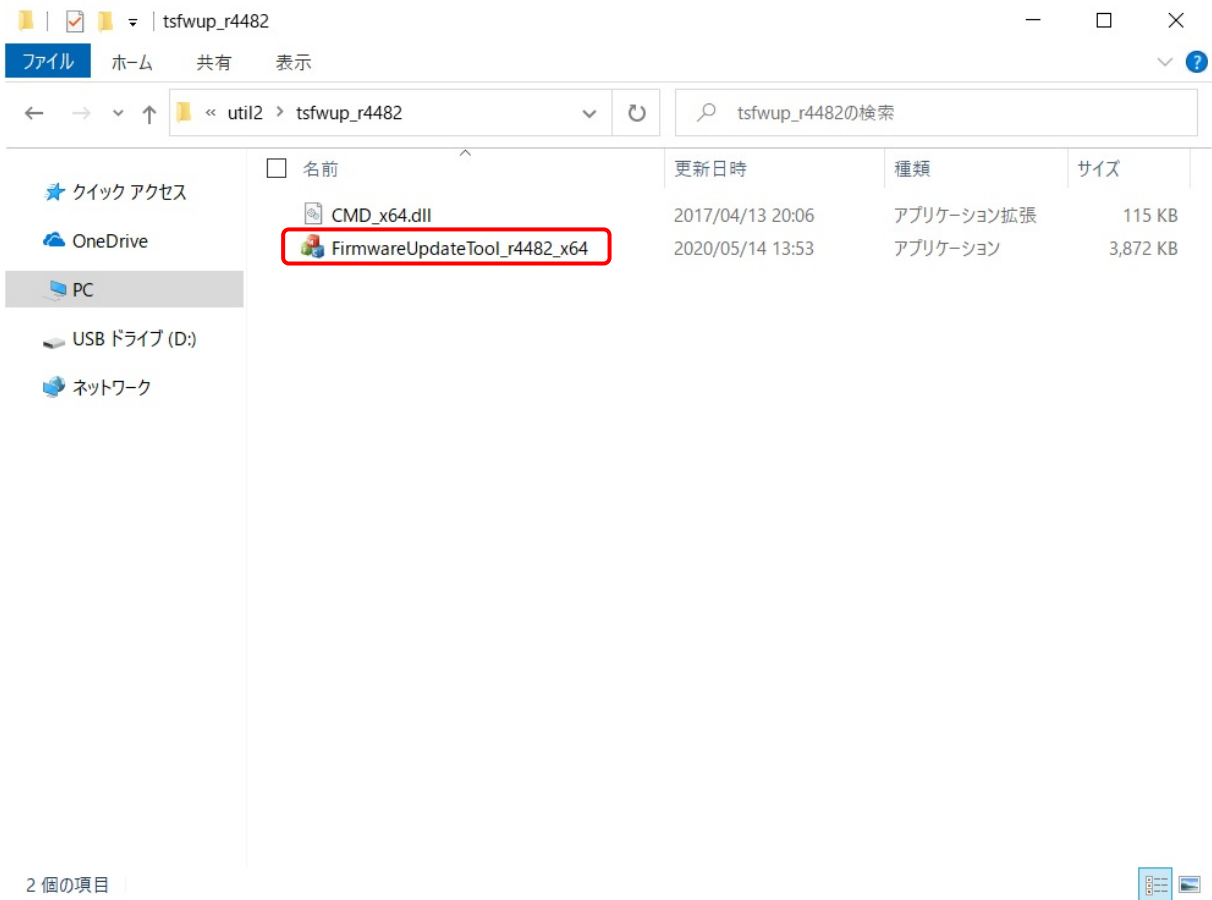 tsfwup_r4482
ファイル ホーム 共有 表示
« util2 > tsfwup_r4482 tsfwup_r4482の検索
名前 更新日時 種類 サイズ
クイック アクセス
OneDrive
PC
USB ドライブ (D:)
ネットワーク
CMD_x64.dll 2017/04/13 20:06 アプリケーション拡張 115 KB
FirmwareUpdateTool_r4482_x64 2020/05/14 13:53 アプリケーション 3,872 KB
2 個の項目